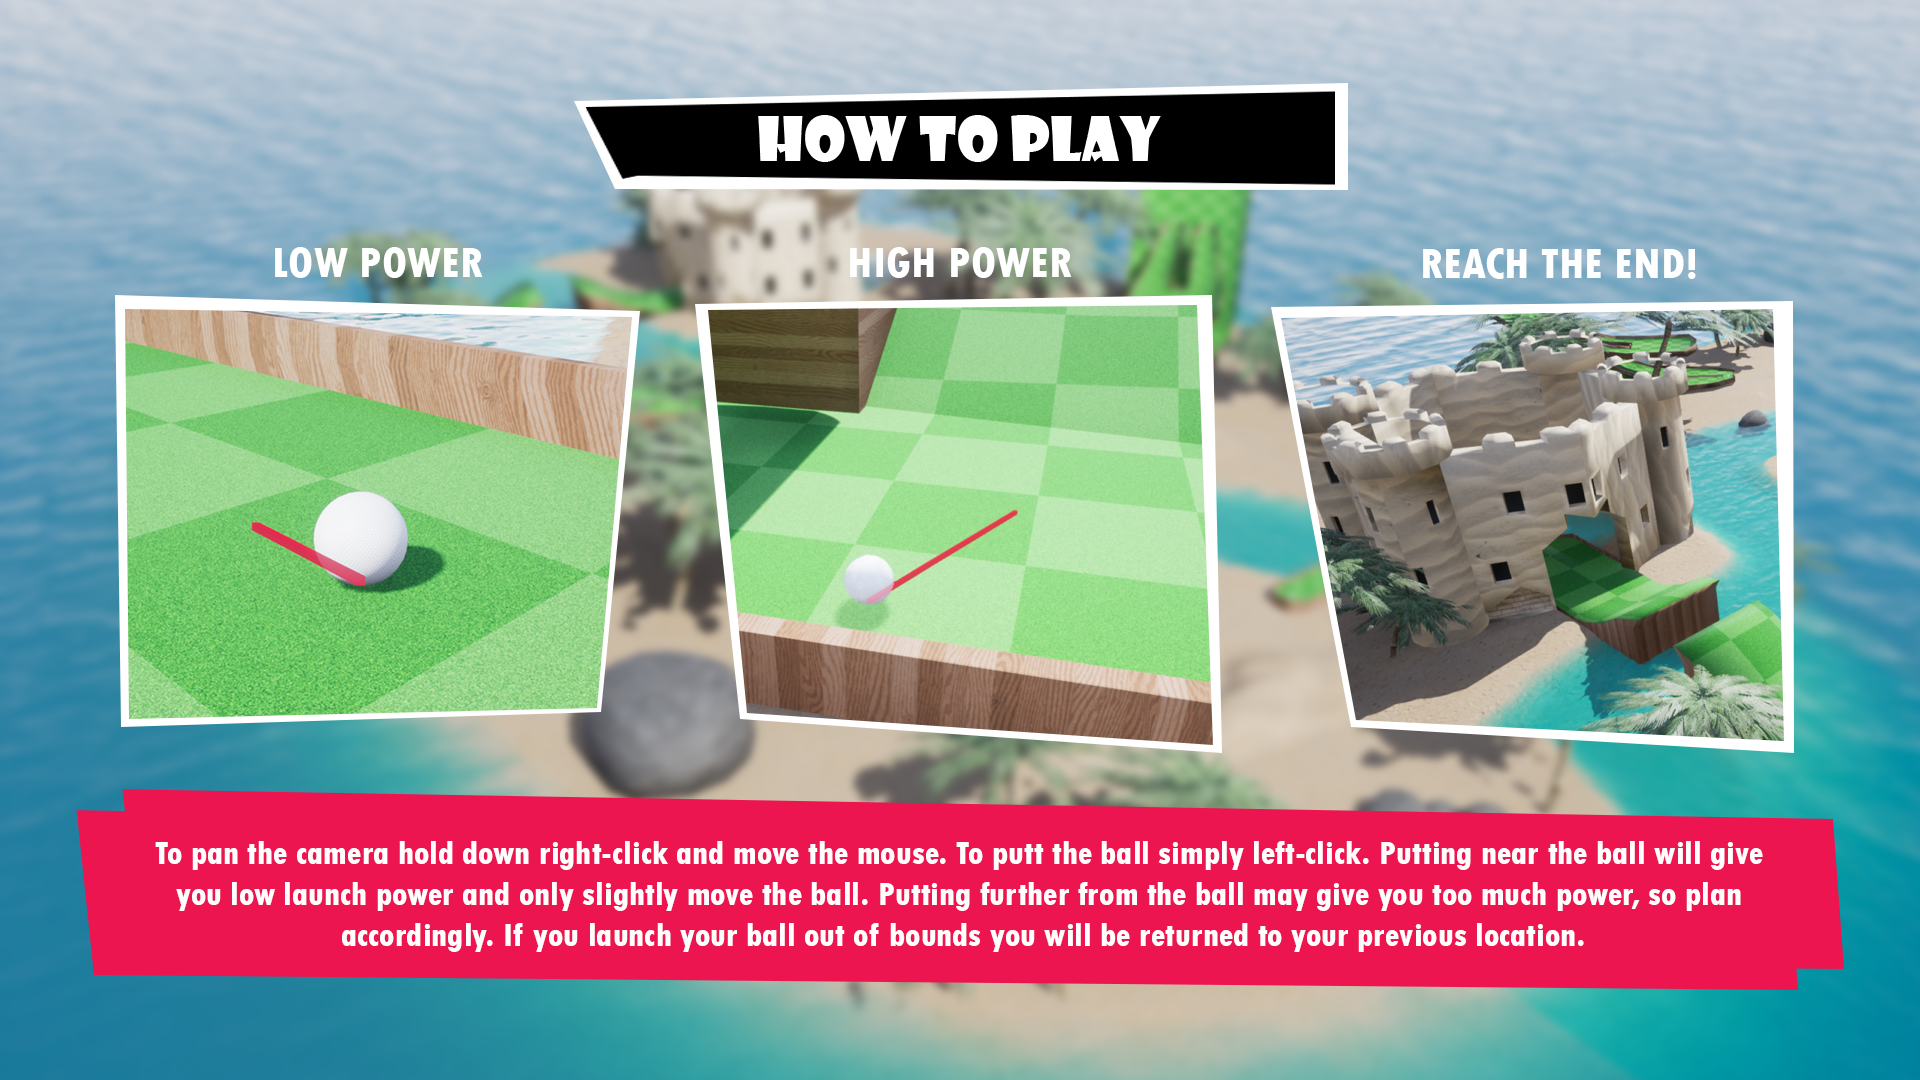 HOW TO PLAY
LOW POWER
HIGH POWER
REACH THE END!
To pan the camera hold down right-click and move the mouse. To putt the ball simply left-click. Putting near the ball will give
you low launch power and only slightly move the ball. Putting further from the ball may give you too much power, so plan
accordingly. If you launch your ball out of bounds you will be returned to your previous location.